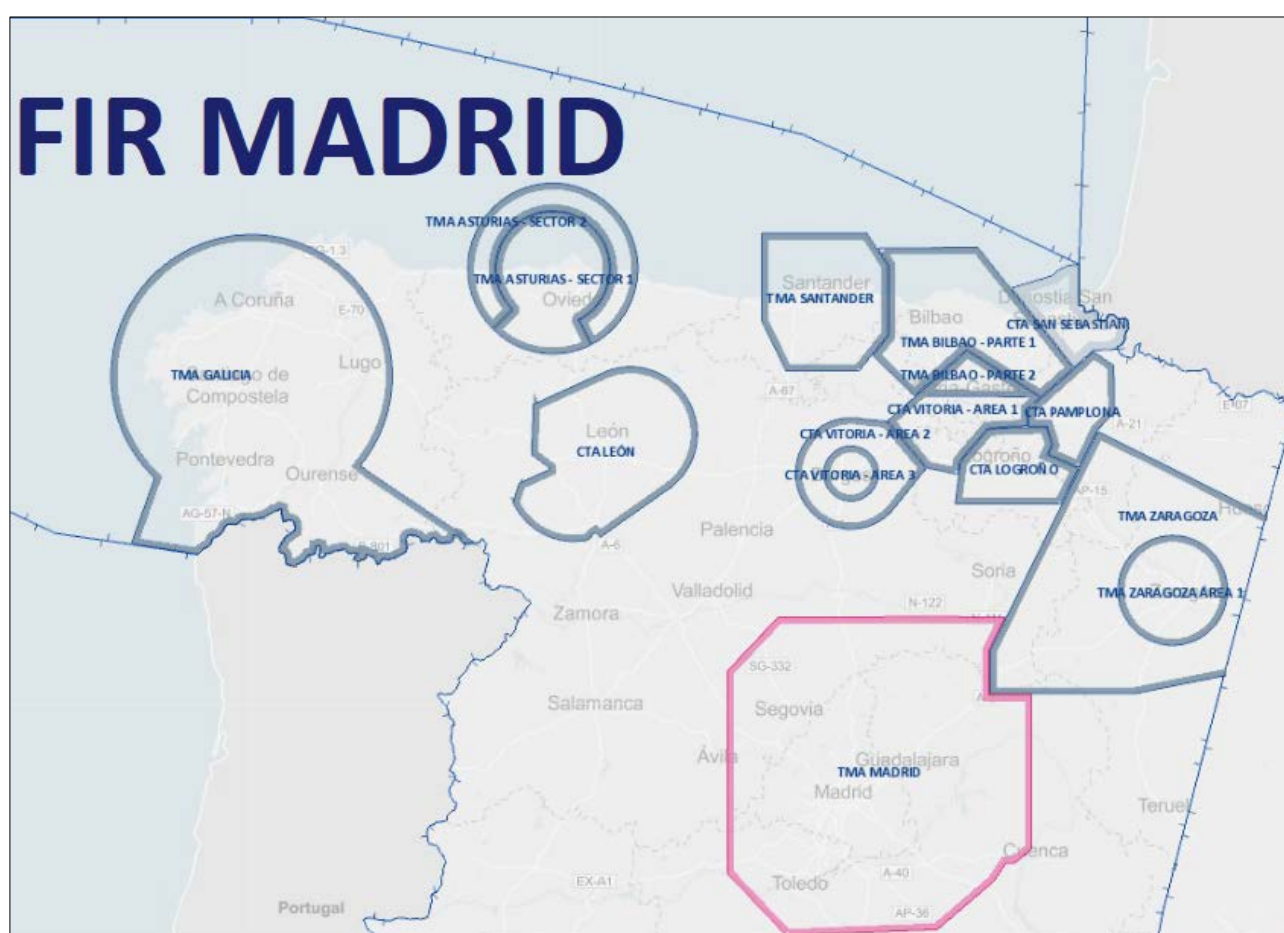 FIR MADRID
TMA ASTURIAS - SECTOR 2
TMA ASTURIAS - SECTOR 1
Oviedo
A Coruña
E-70
Lugo
TMA GALICIA
Compostela
Pontevedra
Ourense
AG-57-N
Santander
TMA SANTANDER
Bilbao
CTA SAN SEBASTIAN
TMA BILBAO - PARTE 1
TMA BILBAO - PARTE 2
A-67
E-07
CTA VITORIA - AREA 1
CTA PAMPLONA
A-21
CTA VITORIA - AREA 2
León
CTA LEÓN
CTA LOGROÑO
CTA VITORIA - AREA 3
AP-15
TMA ZARAGOZA
Palencia
A-6
Soria
Valladolid
TMA ZARAGOZA ÁREA 1
N-122
Zamora
SG-332
Salamanca
Segovia
Ávila
Guadalajara
TMA MADRID
Madrid
Teruel
Cuenca
EX-A1
Toledo
A-40
Portugal
AP-36